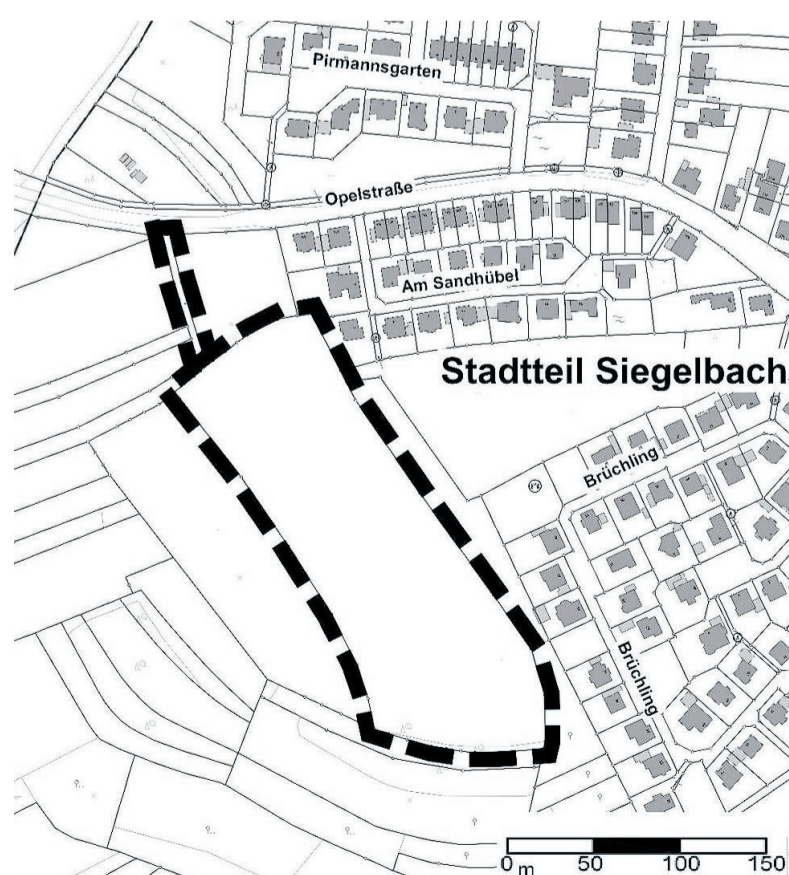 Pirmannsgarten
Opelstraße
Am Sandhübel
Stadtteil Siegelbach
Brüchling
Brüchling
0 50 100 150
m